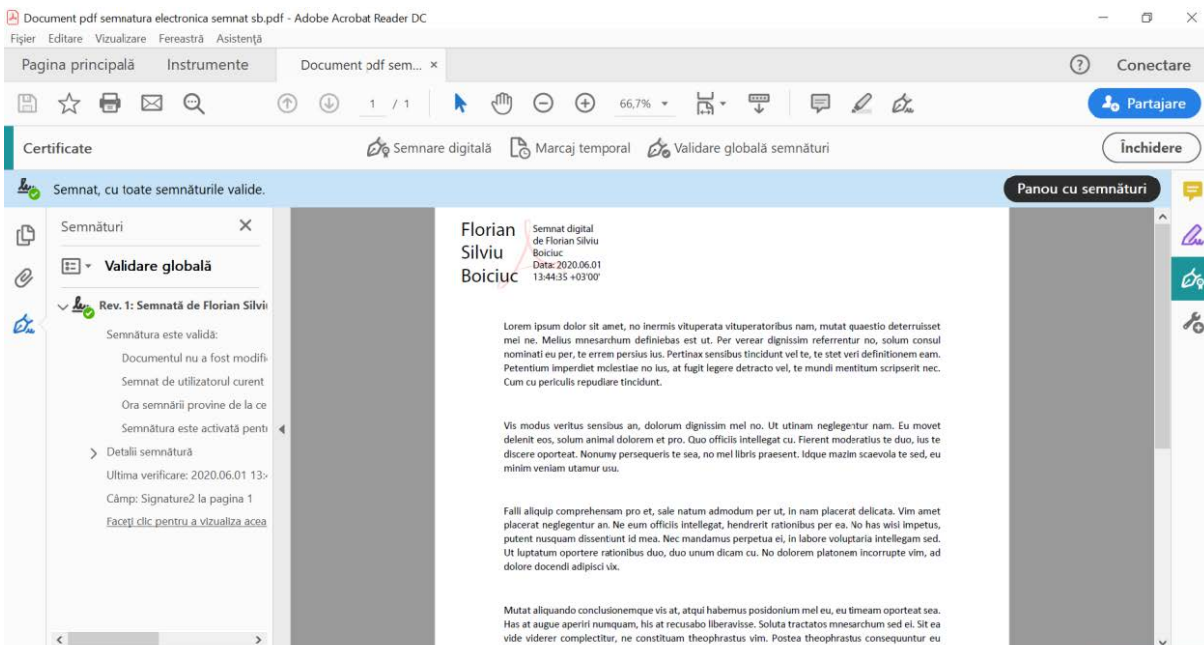 Document pdf semnatura electronica semnat sb.pdf - Adobe Acrobat Reader DC
Fișier Editare Vizualizare Fereastră Asistență
Pagina principală Instrumente Document pdf sem... × Conectare
1 / 1 66,7% Partajare
Certificate Semnare digitală Marcaj temporal Validare globală semnături Închidere
Semnat, cu toate semnăturile valide. Panou cu semnături
Semnături
Validare globală
Rev. 1: Semnată de Florian Silvi
Semnătura este validă:
Documentul nu a fost modifi
Semnat de utilizatorul curent
Ora semnării provine de la ce
Semnătura este activată pent
Detalii semnătură
Ultima verificare: 2020.06.01 13:
Câmp: Signature2 la pagina 1
Faceți clic pentru a vizualiza acea
Florian
Silviu
Boiciuc
Semnat digital
de Florian Silviu
Boiciuc
Data: 2020.06.01
13:44:35 +03'00'
Lorem ipsum dolor sit amet, no inermis vituperata vituperatoribus nam, mutat quaestio deterruisset
mei ne. Melius mnesarchum definiebas est ut. Per verear dignissim referrentur no, solum consul
nominati eu per, te errem persius ius. Pertinax sensibus tincidunt vel te, te stet veri definitionem eam.
Petentium imperdiet molestiae no ius, at fugit legere detracto vel, te mundi mentitum scripserit nec.
Cum cu periculis repudiare tincidunt.
Vis modus veritus sensibus an, dolorum dignissim mel no. Ut utinam neglegentur nam. Eu movet
delenit eos, solum animal dolorem et pro. Quo officiis intellegat cu. Fierent moderatius te duo, ius te
discere oporteat. Nonumy persequeris te sea, no mel libris praesent. Idque mazim scaevola te sed, eu
minim veniam utamur usu.
Falli aliquip comprehensam pro et, sale natum admodum per ut, in nam placerat delicata. Vim amet
placerat neglegentur an. Ne eum officiis intellegat, hendrerit rationibus per ea. No has wisi impetus,
putent nusquam dissentiunt id mea. Nec mandamus perpetua ei, in labore voluptaria intellegam sed.
Ut luptatum oportere rationibus duo, duo unum dicam cu. No dolorem platonem incorrupte vim, ad
dolore docendi adipisci vix.
Mutat aliquando conclusionemque vis at, atqui habemus posidonium mel eu, eu timeam oporteat sea.
Has at augue aperiri numquam, his at recusabo liberavisse. Soluta tractatos mnesarchum sed ei. Sit ea
vide viderer complectitur, ne constituam theophrastus vim. Postea theophrastus consequuntur eu